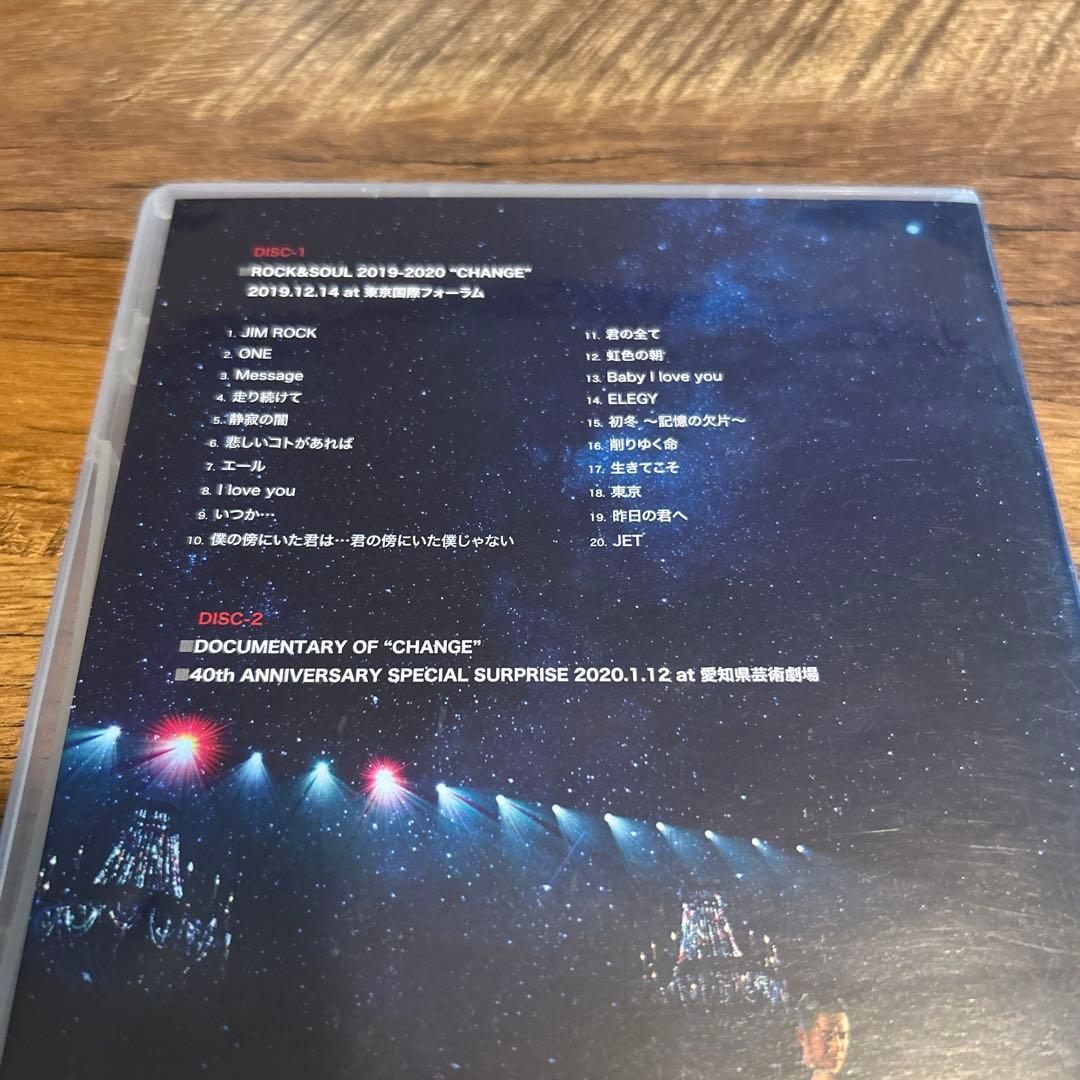 DISC-1
■ROCK&SOUL 2019-2020 “CHANGE”
2019.12.14 at 東京国際フォーラム
1. JIM ROCK
2. ONE
3. Message
4. 走り続けて
5. 静寂の闇
6. 悲しいコトがあれば
7. エール
8. I love you
9. いつか…
10. 僕の傍にいた君は…君の傍にいた僕じゃない
11. 君の全て
12. 虹色の朝
13. Baby I love you
14. ELEGY
15. 初冬 〜記憶の欠片〜
16. 削りゆく命
17. 生きてこそ
18. 東京
19. 昨日の君へ
20. JET
DISC-2
■DOCUMENTARY OF “CHANGE”
■40th ANNIVERSARY SPECIAL SURPRISE 2020.1.12 at 愛知県芸術劇場